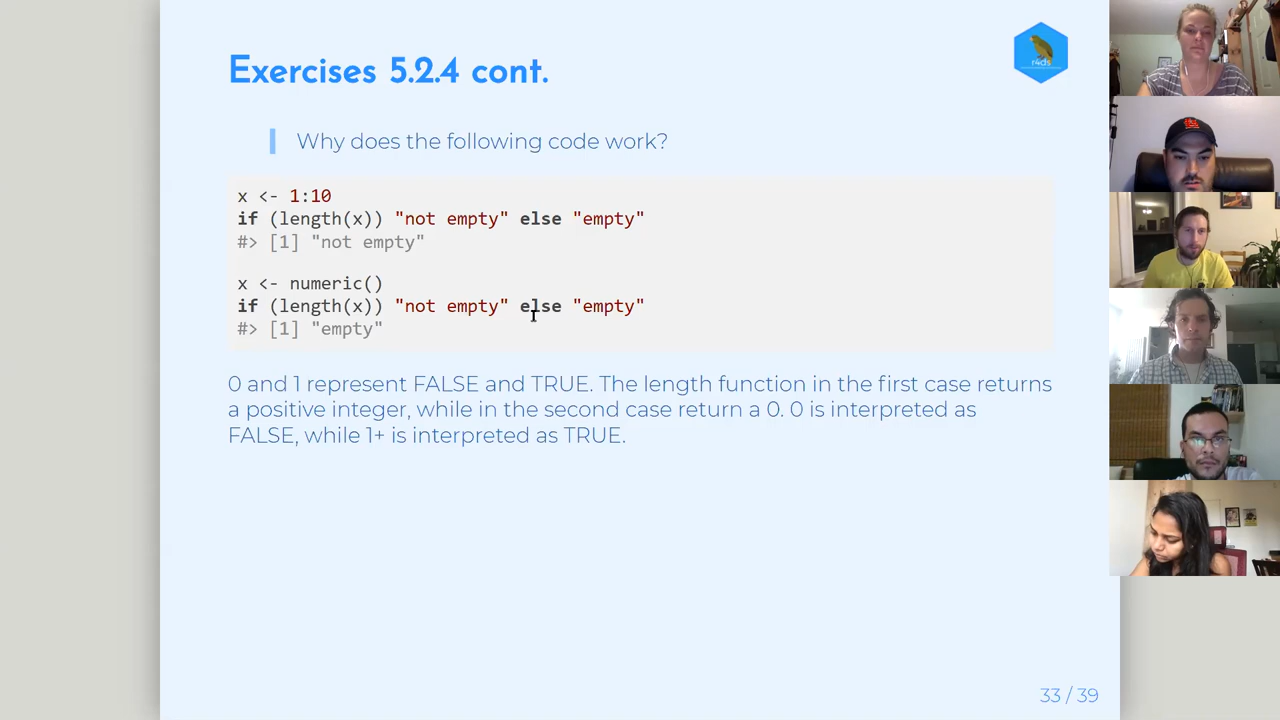 Exercises 5.2.4 cont.
r4ds
Why does the following code work?
x <- 1:10
if (length(x)) "not empty" else "empty"
#> [1] "not empty"
x <- numeric()
if (length(x)) "not empty" else "empty"
#> [1] "empty"
0 and 1 represent FALSE and TRUE. The length function in the first case returns
a positive integer, while in the second case return a 0. 0 is interpreted as
FALSE, while 1+ is interpreted as TRUE.
33 / 39